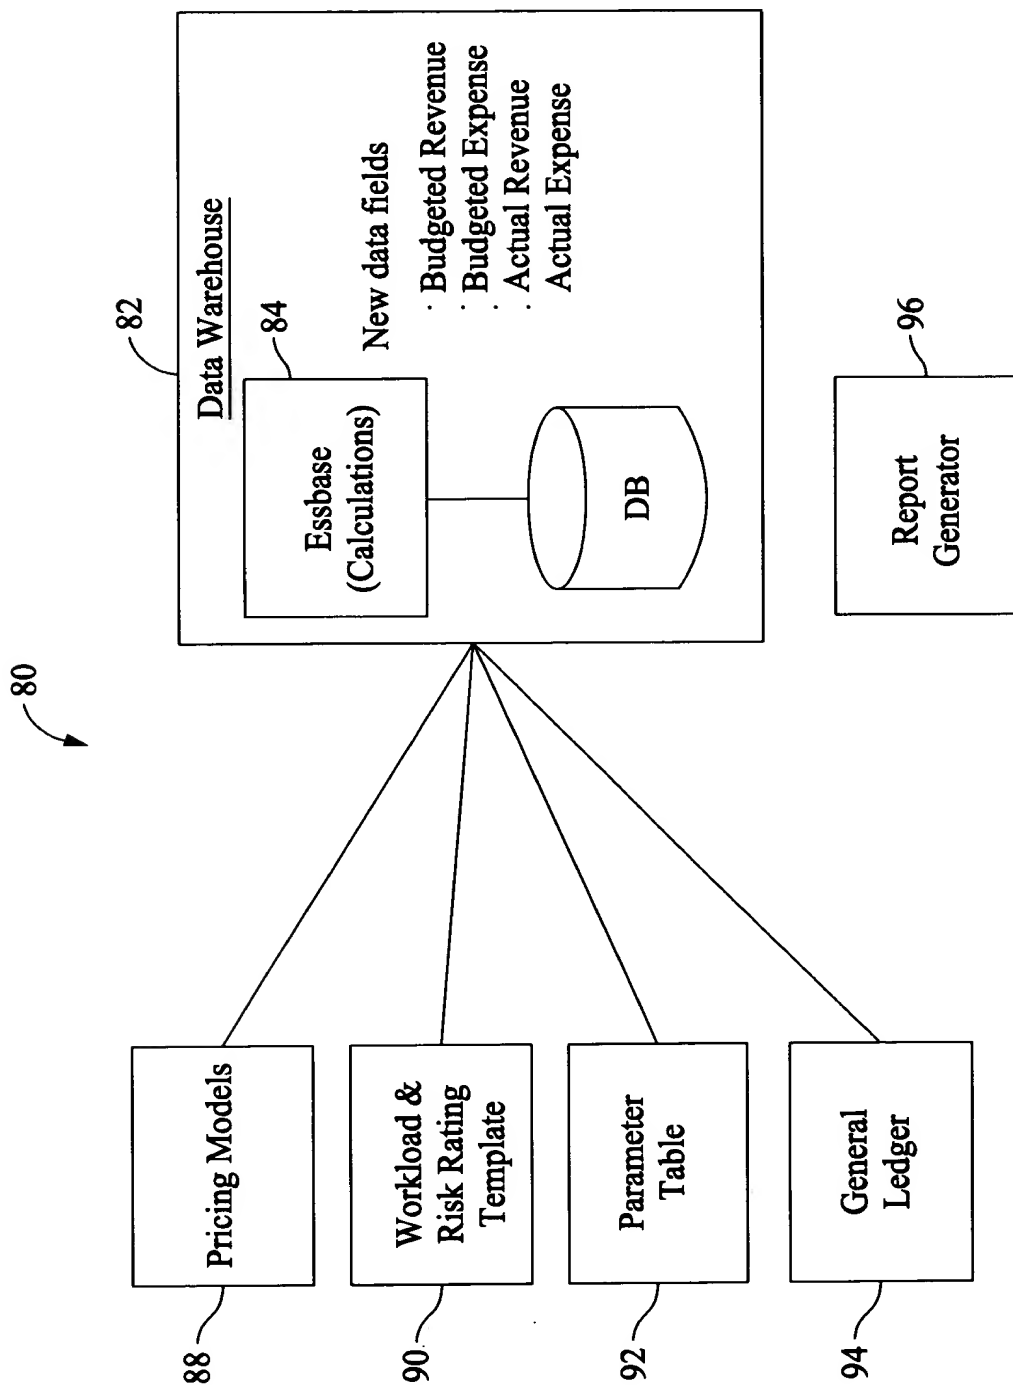 80
82
Data Warehouse
84
Essbase
(Calculations)
New data fields
· Budgeted Revenue
· Budgeted Expense
· Actual Revenue
· Actual Expense
DB
88
Pricing Models
90
Workload &
Risk Rating
Template
92
Parameter
Table
94
General
Ledger
96
Report
Generator